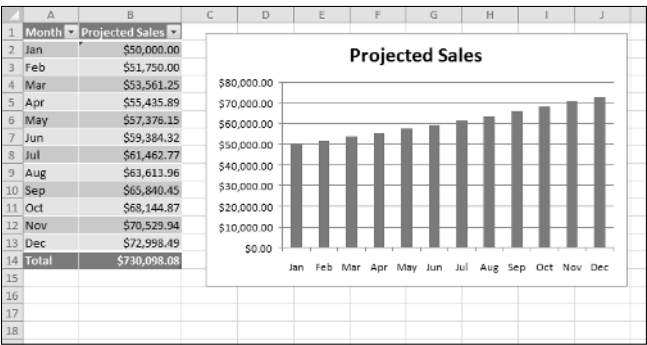 A B C D E F G H I J
1 Month Projected Sales
2 Jan $50,000.00
3 Feb $51,750.00
4 Mar $53,561.25
5 Apr $55,435.89
6 May $57,376.15
7 Jun $59,384.32
8 Jul $61,462.77
9 Aug $63,613.96
10 Sep $65,840.45
11 Oct $68,144.87
12 Nov $70,529.94
13 Dec $72,998.49
14 Total $730,098.08
15
16
17
18
Projected Sales
$80,000.00
$70,000.00
$60,000.00
$50,000.00
$40,000.00
$30,000.00
$20,000.00
$10,000.00
$0.00
Jan Feb Mar Apr May Jun Jul Aug Sep Oct Nov Dec